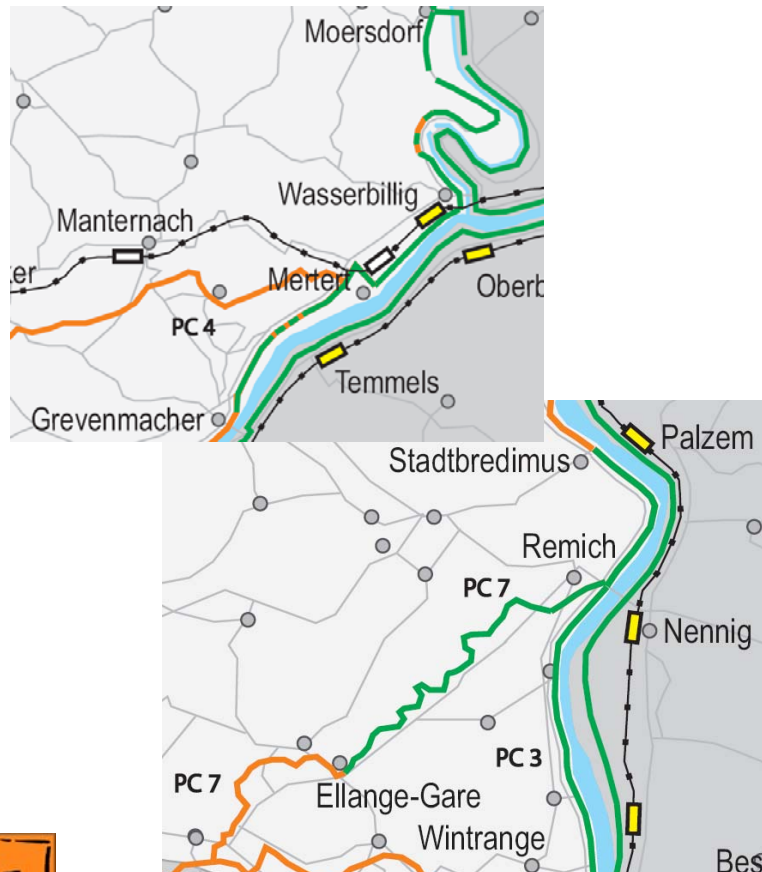 Moersdorf
Wasserbillig
Manternach
ker
Mertert
Oberb
PC 4
Temmels
Grevenmacher
Palzem
Stadtbredimus
Remich
PC 7
Nennig
PC 3
PC 7
Ellange-Gare
Wintrange
Bes